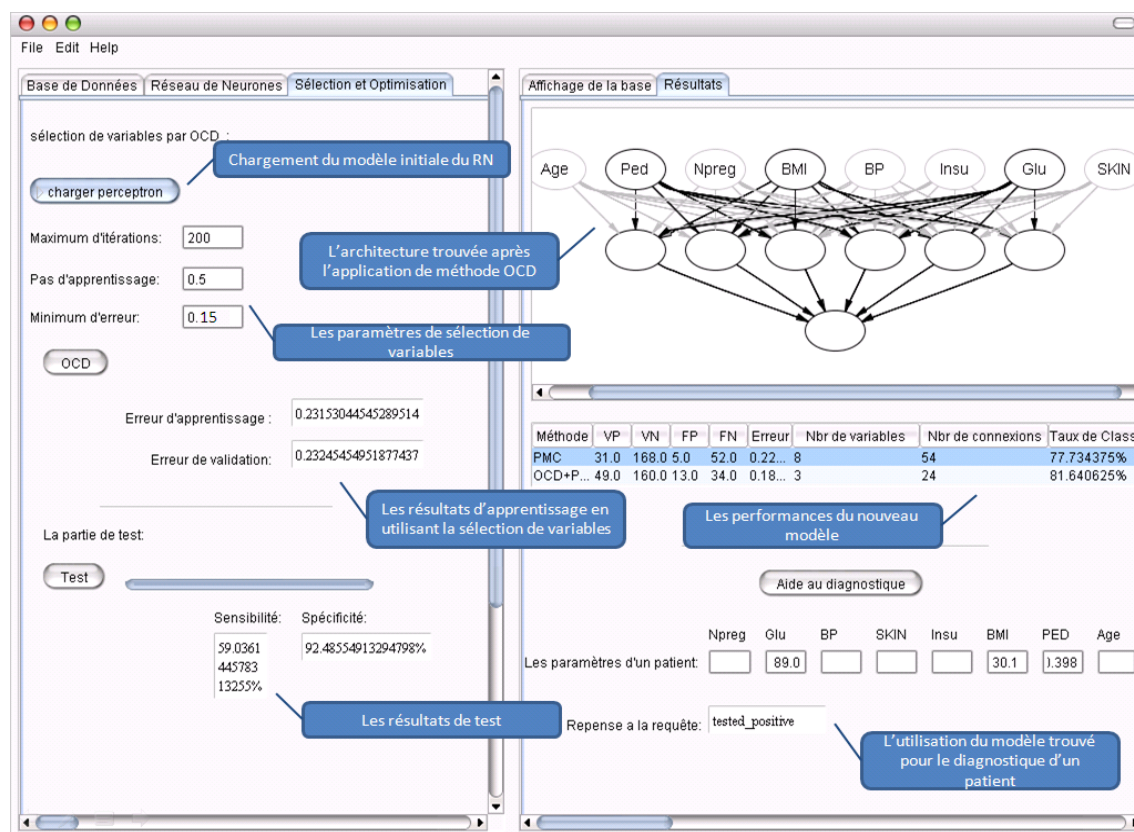 File Edit Help
Base de Données Réseau de Neurones Sélection et Optimisation
sélection de variables par OCD :
Chargement du modèle initiale du RN
charger perceptron
Maximum d'itérations: 200
Pas d'apprentissage: 0.5
Minimum d'erreur: 0.15
Les paramètres de sélection de
variables
OCD
Erreur d'apprentissage : 0.23153044545289514
Erreur de validation: 0.23245454951877437
Les résultats d'apprentissage en
utilisant la sélection de variables
La partie de test:
Test
Sensibilité: Spécificité:
59.0361 92.48554913294798%
445783
13255%
Les résultats de test
Affichage de la base Résultats
Age Ped Npreg BMI BP Insu Glu SKIN
L'architecture trouvée après
l'application de méthode OCD
Méthode VP VN FP FN Erreur Nbr de variables Nbr de connexions Taux de Class
PMC 31.0 168.0 5.0 52.0 0.22... 8 54 77.734375%
OCD+P... 49.0 160.0 13.0 34.0 0.18... 3 24 81.640625%
Les performances du nouveau
modèle
Aide au diagnostique
Npreg Glu BP SKIN Insu BMI PED Age
Les paramètres d'un patient: 89.0 30.1 ).398
Repense a la requête: tested_positive
L'utilisation du modèle trouvé
pour le diagnostique d'un
patient